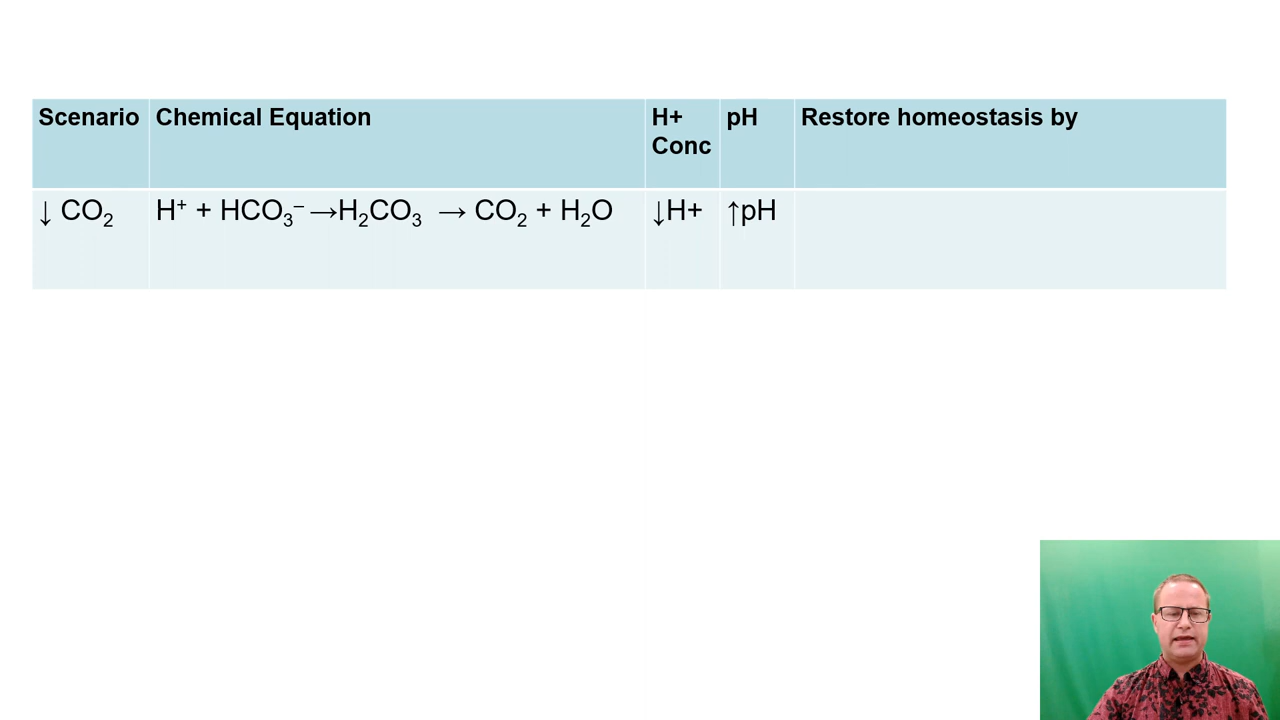 Scenario Chemical Equation H+ Conc pH Restore homeostasis by
↓ CO₂ H⁺ + HCO₃⁻ →H₂CO₃ → CO₂ + H₂O ↓H+ ↑pH